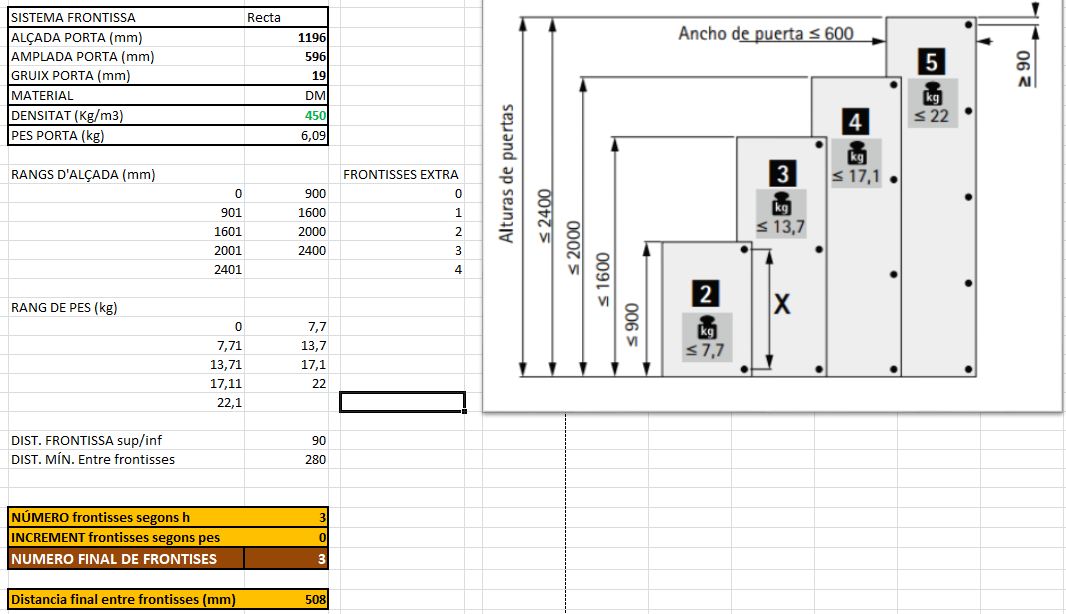 SISTEMA FRONTISSA Recta
ALÇADA PORTA (mm) 1196
AMPLADA PORTA (mm) 596
GRUIX PORTA (mm) 19
MATERIAL DM
DENSITAT (Kg/m3) 450
PES PORTA (kg) 6,09
RANGS D'ALÇADA (mm) FRONTISSES EXTRA
0 900 0
901 1600 1
1601 2000 2
2001 2400 3
2401 4
RANG DE PES (kg)
0 7,7
7,71 13,7
13,71 17,1
17,11 22
22,1
DIST. FRONTISSA sup/inf 90
DIST. MÍN. Entre frontisses 280
NÚMERO frontisses segons h 3
INCREMENT frontisses segons pes 0
NUMERO FINAL DE FRONTISES 3
Distancia final entre frontisses (mm) 508
Ancho de puerta ≤ 600
≥ 90
Alturas de puertas
≤ 2400
≤ 2000
≤ 1600
≤ 900
5
kg
≤ 22
4
kg
≤ 17,1
3
kg
≤ 13,7
2
kg
≤ 7,7
X